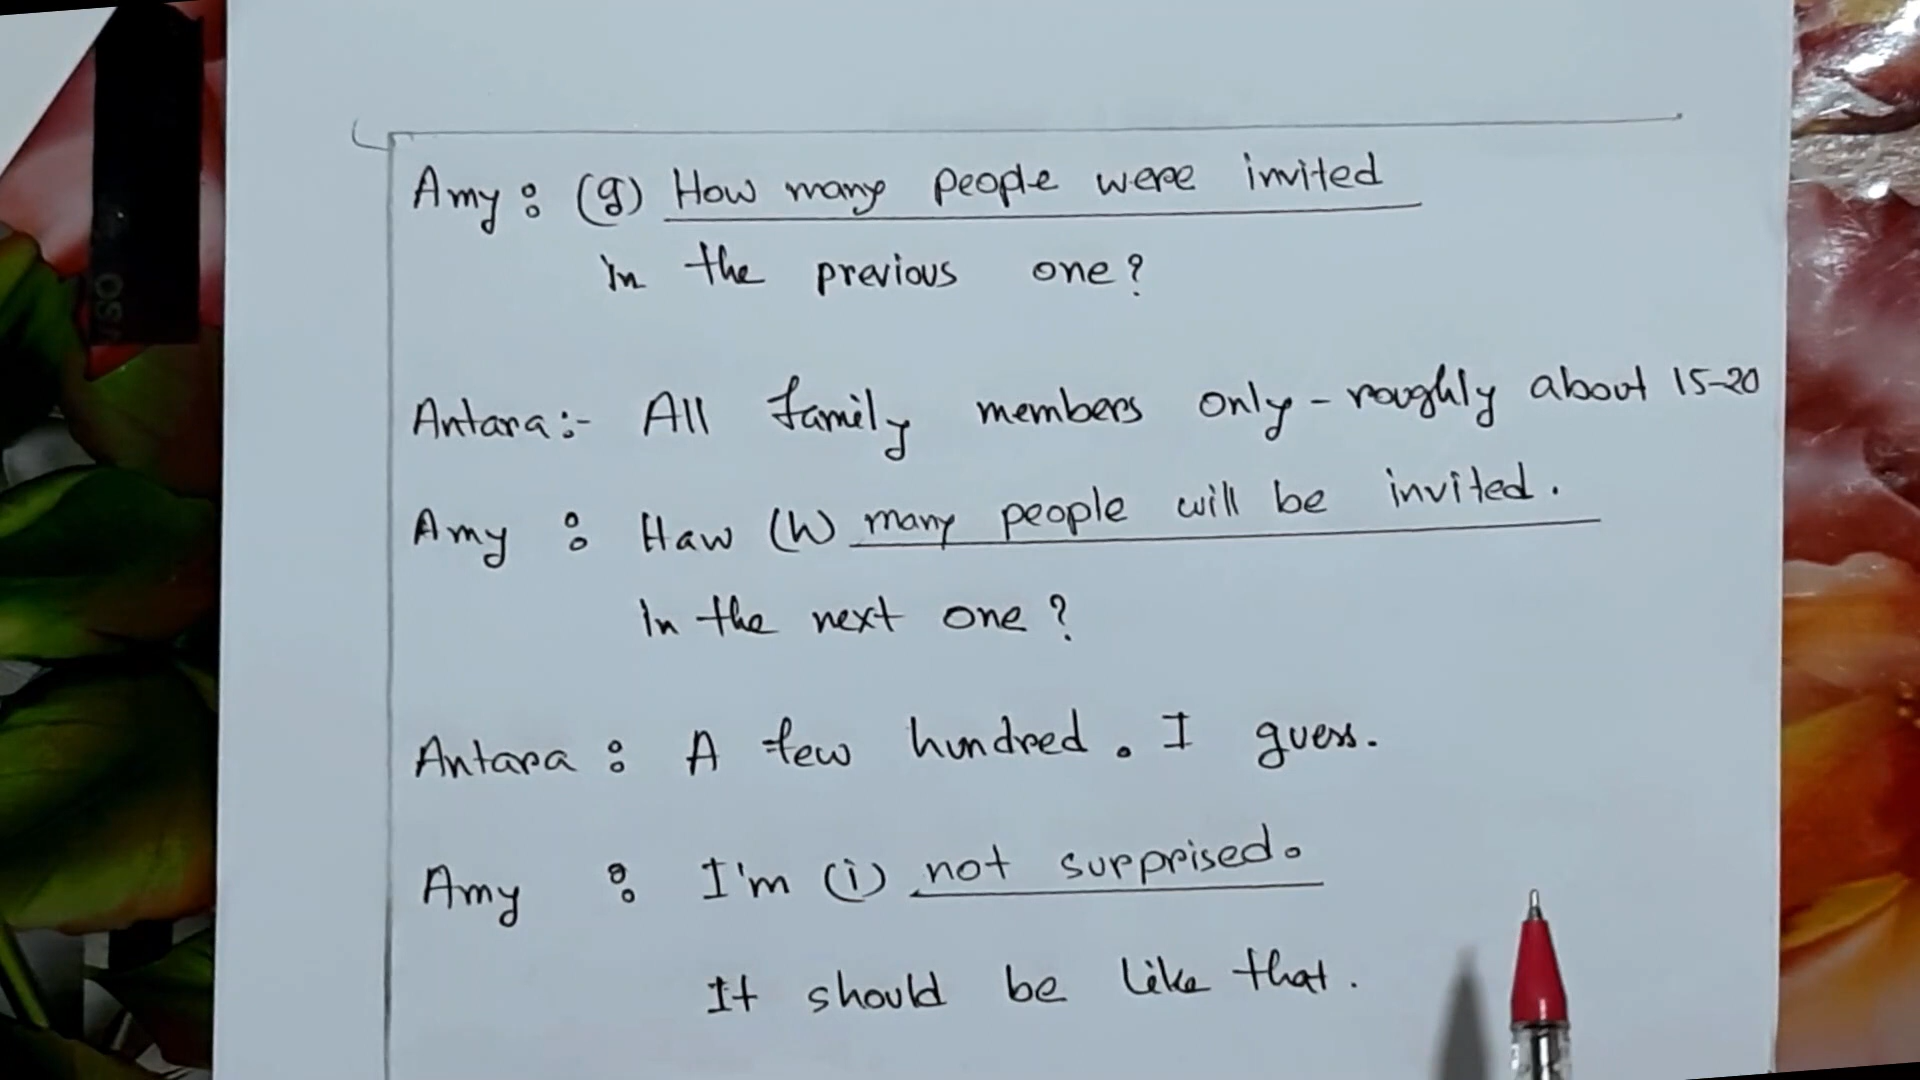 Amy : (g) How many people were invited
in the previous one?
Antara:- All family members only - roughly about 15-20
Amy : Haw (h) many people will be invited.
in the next one?
Antara : A few hundred. I guess.
Amy : I'm (i) not surprised.
It should be like that.